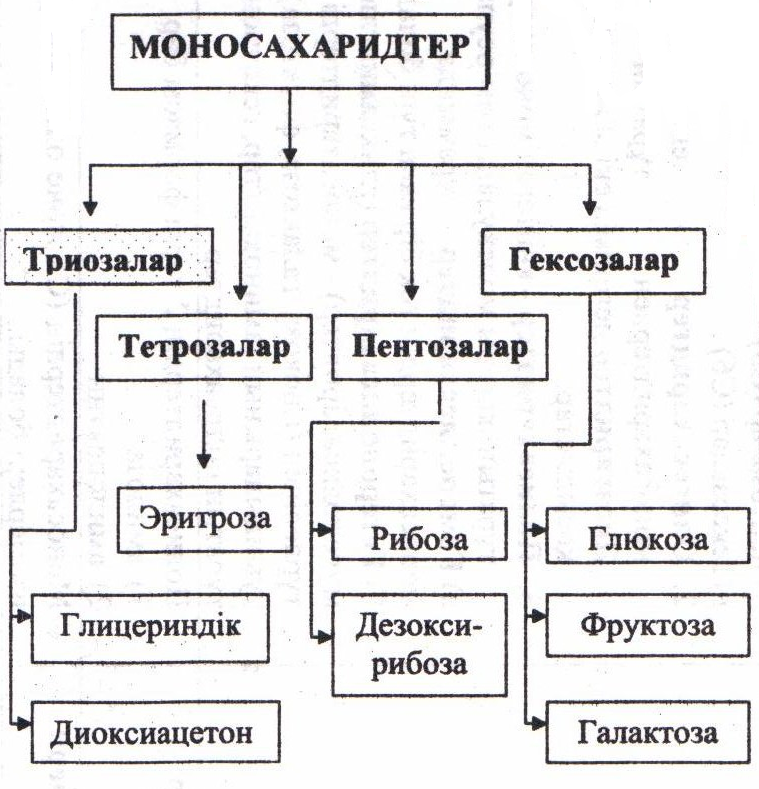 МОНОСАХАРИДТЕР
Триозалар
Гексозалар
Тетрозалар
Пентозалар
Эритроза
Рибоза
Глюкоза
Глицериндік
Дезокси-
рибоза
Фруктоза
Диоксиацетон
Галактоза